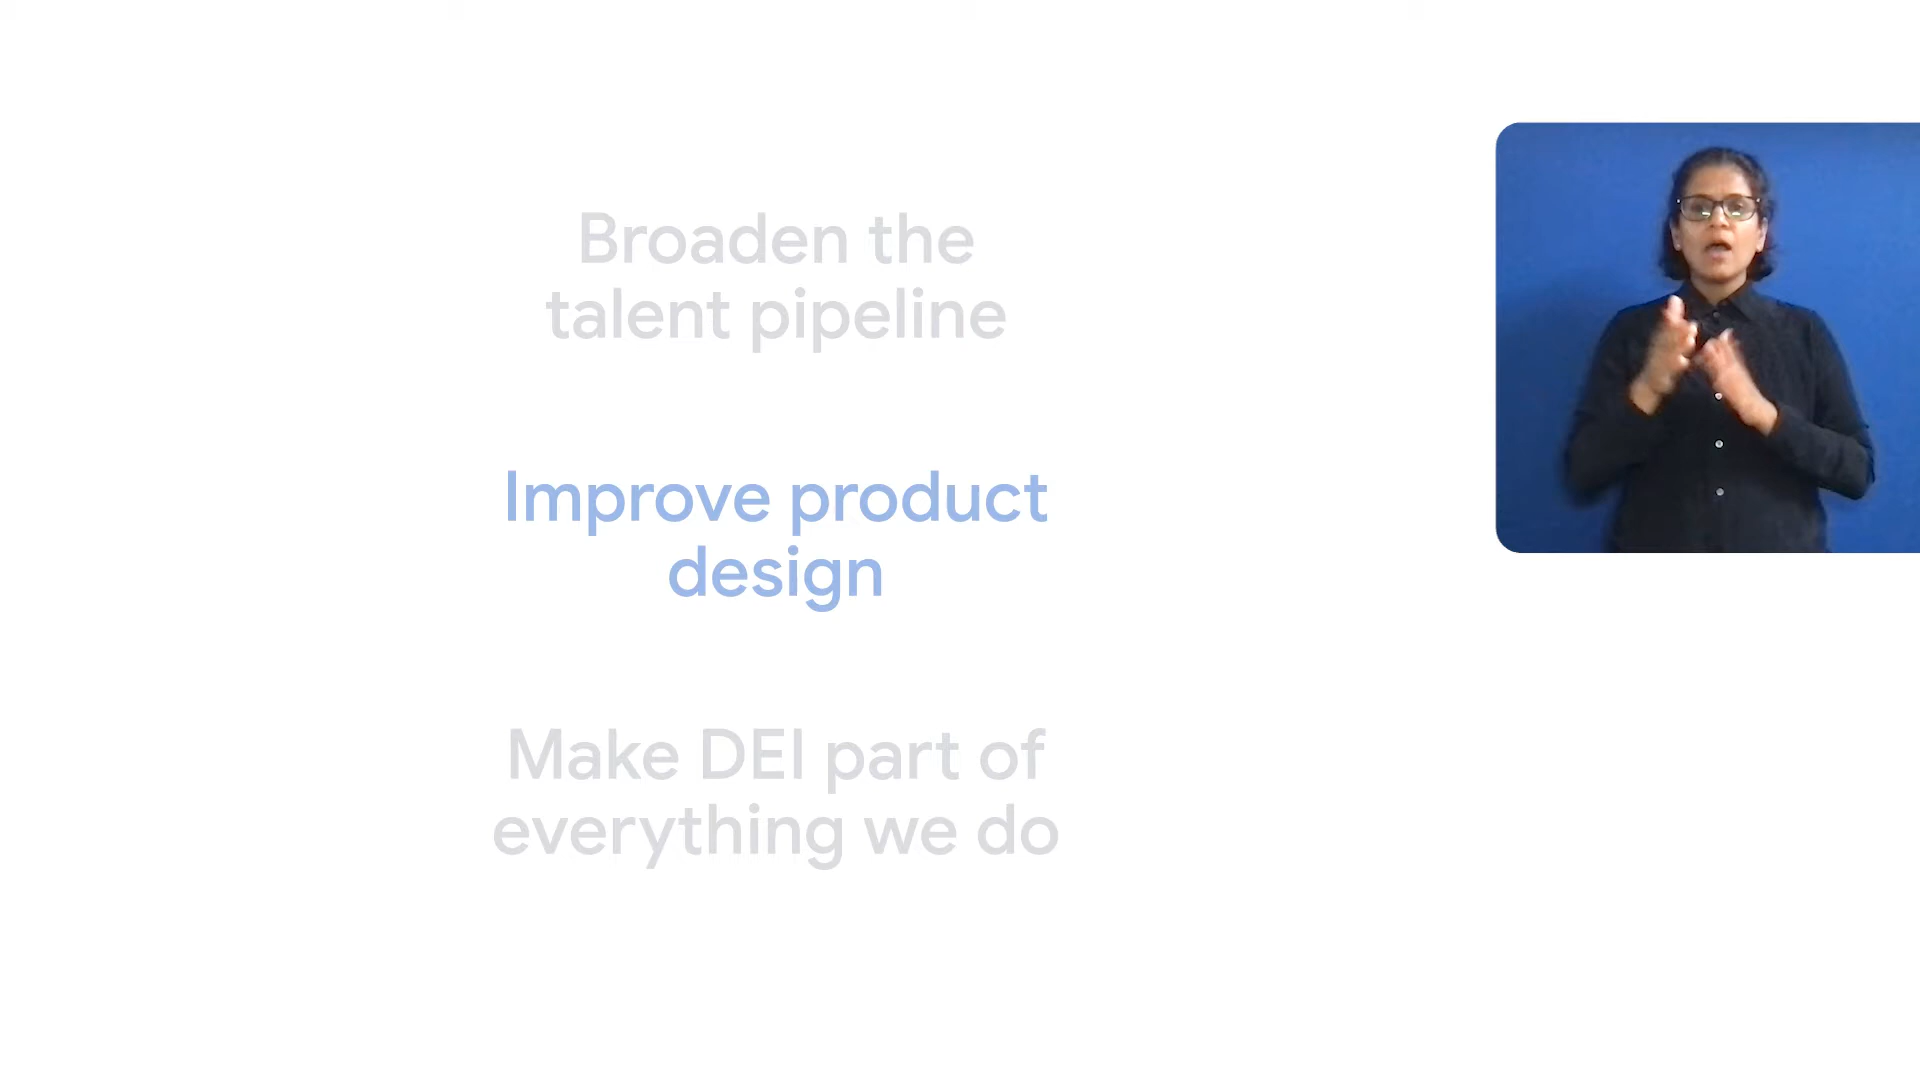 Broaden the
talent pipeline
Improve product
design
Make DEI part of
everything we do